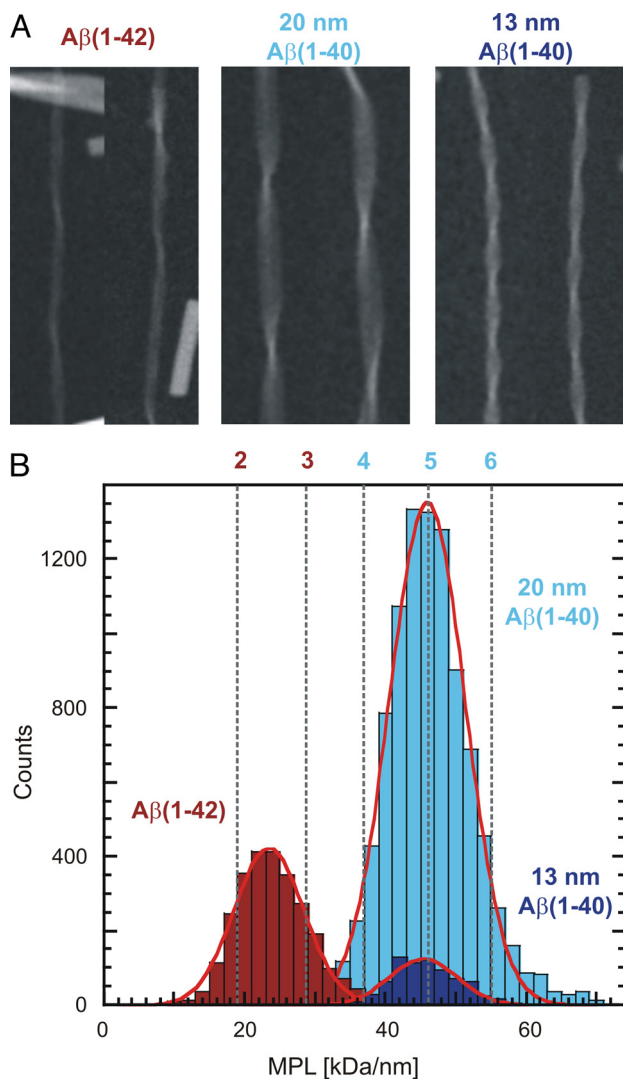 A
Aβ(1-42)
20 nm
Aβ(1-40)
13 nm
Aβ(1-40)
B
2 3 4 5 6
1200
800
400
0
Counts
20 nm
Aβ(1-40)
Aβ(1-42)
13 nm
Aβ(1-40)
0 20 40 60
MPL [kDa/nm]